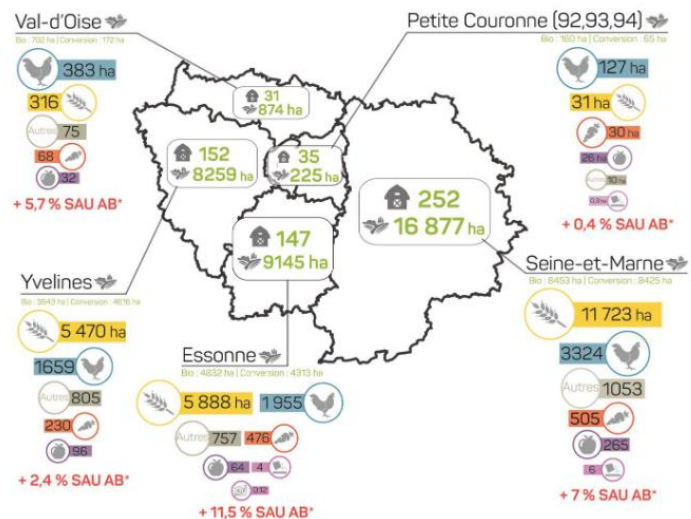 Val-d'Oise
Bio : 702 ha | Conversion : 172 ha
383 ha
316
Autres 75
68
32
+ 5,7 % SAU AB*
Petite Couronne (92,93,94)
Bio : 160 ha | Conversion : 65 ha
127 ha
31 ha
30 ha
26 ha
Autres 10 ha
0,3 ha
+ 0,4 % SAU AB*
31
874 ha
152
8259 ha
35
225 ha
252
16 877 ha
147
9145 ha
Yvelines
Bio : 3643 ha | Conversion : 4616 ha
5 470 ha
1659
Autres 805
230
96
+ 2,4 % SAU AB*
Essonne
Bio : 4832 ha | Conversion : 4313 ha
5 888 ha
1 955
Autres 757
476
64
4
0.12
+ 11,5 % SAU AB*
Seine-et-Marne
Bio : 8453 ha | Conversion : 8425 ha
11 723 ha
3324
Autres 1053
505
265
6
+ 7 % SAU AB*